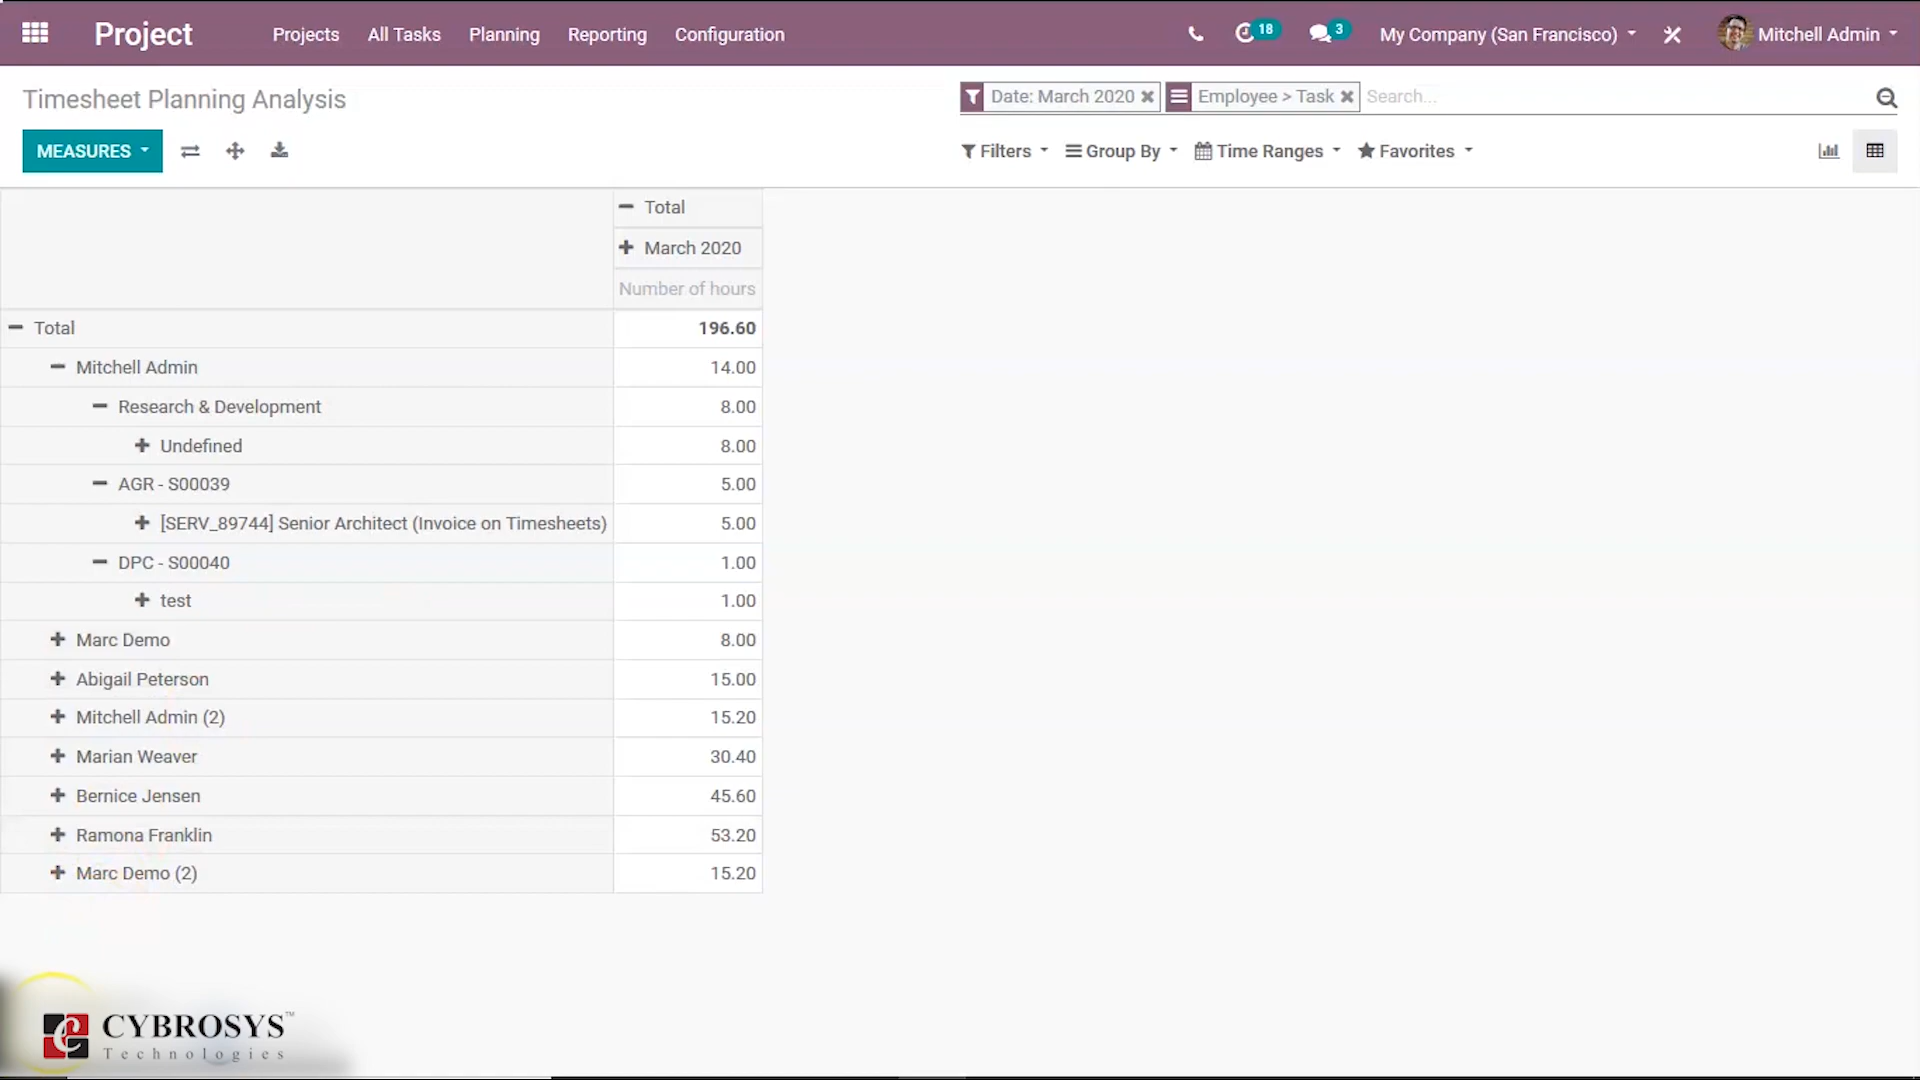 Project Projects All Tasks Planning Reporting Configuration 18 3 My Company (San Francisco) Mitchell Admin
Timesheet Planning Analysis Date: March 2020 Employee > Task Search...
MEASURES Filters Group By Time Ranges Favorites
Total
March 2020
Number of hours
Total 196.60
Mitchell Admin 14.00
Research & Development 8.00
Undefined 8.00
AGR - S00039 5.00
[SERV_89744] Senior Architect (Invoice on Timesheets) 5.00
DPC - S00040 1.00
test 1.00
Marc Demo 8.00
Abigail Peterson 15.00
Mitchell Admin (2) 15.20
Marian Weaver 30.40
Bernice Jensen 45.60
Ramona Franklin 53.20
Marc Demo (2) 15.20
CYBROSYS™
Technologies